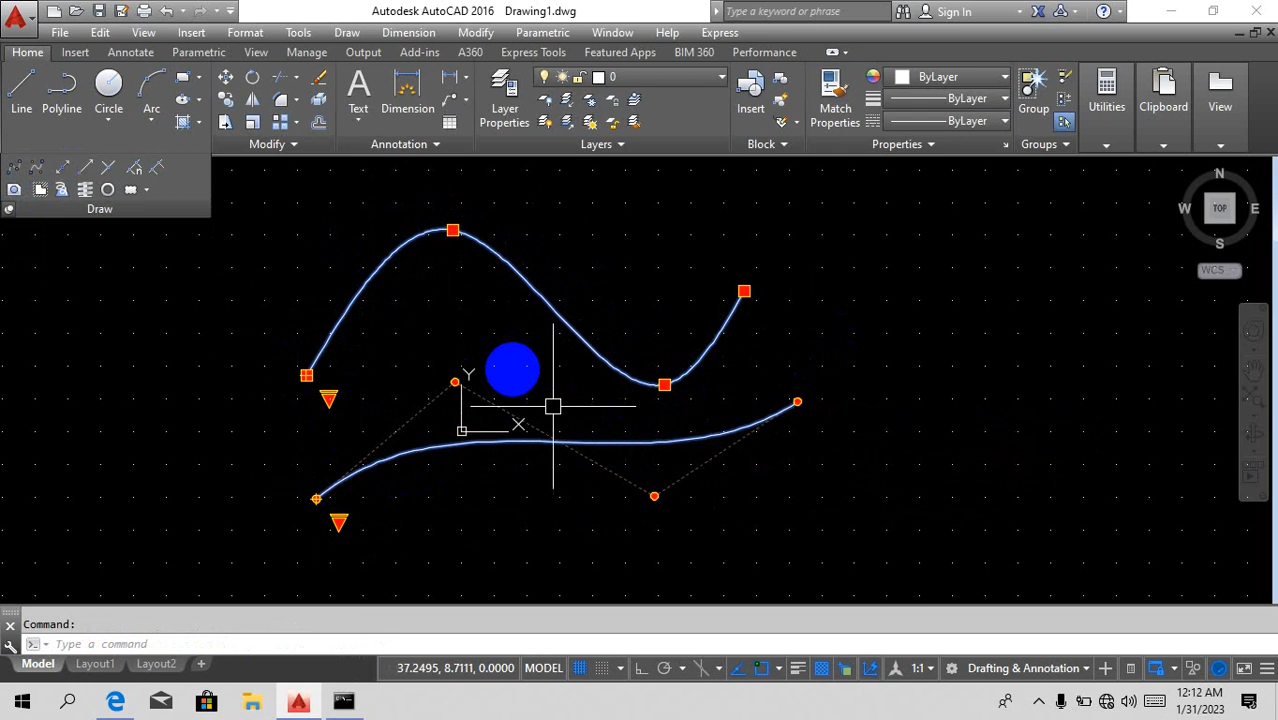 Autodesk AutoCAD 2016 Drawing1.dwg
Type a keyword or phrase
Sign In
File Edit View Insert Format Tools Draw Dimension Modify Parametric Window Help Express
Home Insert Annotate Parametric View Manage Output Add-ins A360 Express Tools Featured Apps BIM 360 Performance
Line Polyline Circle Arc
Text Dimension
Layer Properties
0
Insert
Match Properties
ByLayer
ByLayer
ByLayer
Group
Utilities Clipboard View
Modify Annotation Layers Block Properties Groups
Draw
N
W TOP E
S
WCS
Y
X
Command:
Type a command
Model Layout1 Layout2 +
37.2495, 8.7111, 0.0000 MODEL 1:1 Drafting & Annotation
12:12 AM
1/31/2023